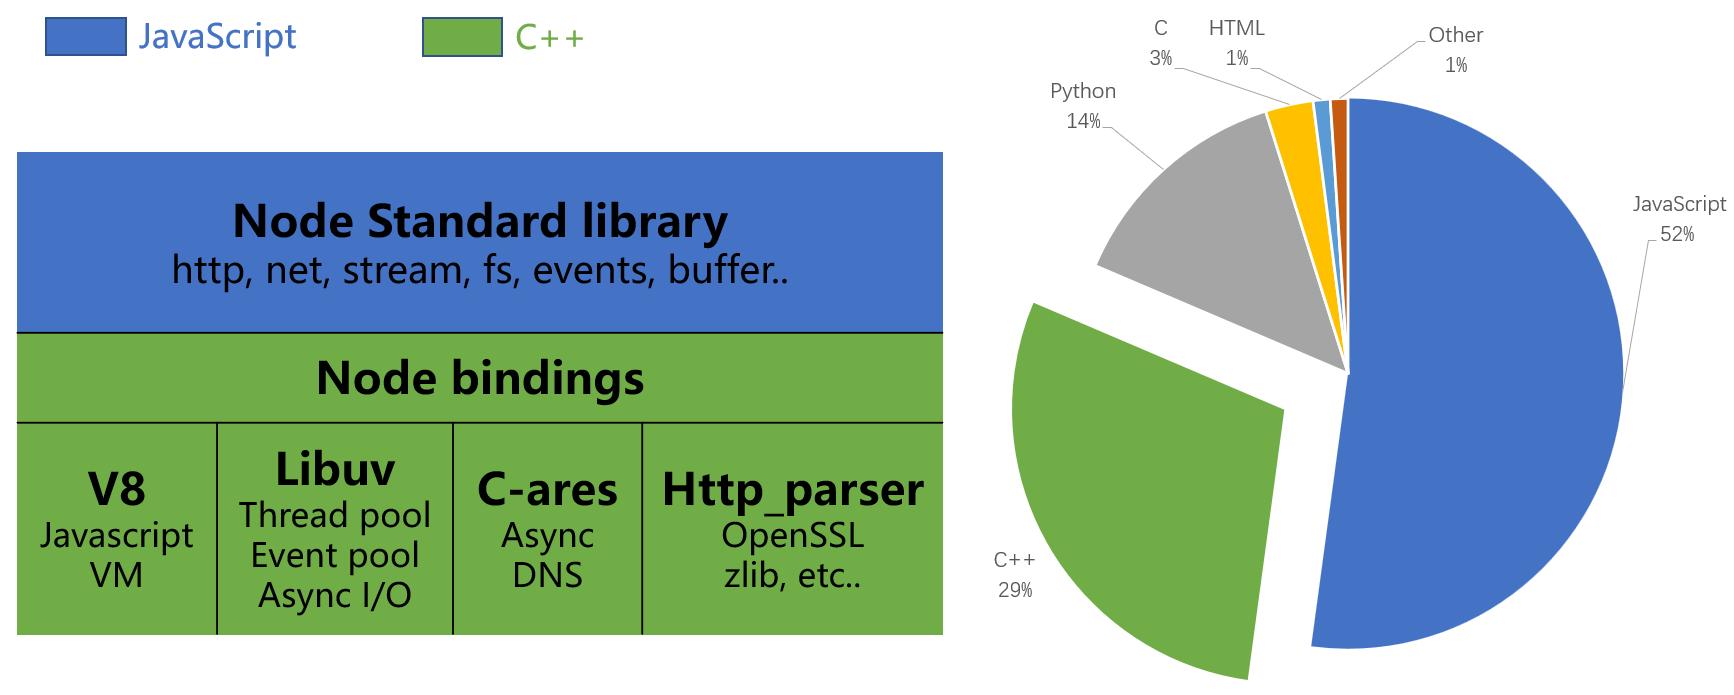 JavaScript
C++
Node Standard library
http, net, stream, fs, events, buffer..
Node bindings
V8
Javascript
VM
Libuv
Thread pool
Event pool
Async I/O
C-ares
Async
DNS
Http_parser
OpenSSL
zlib, etc..
C
3%
HTML
1%
Other
1%
Python
14%
JavaScript
52%
C++
29%